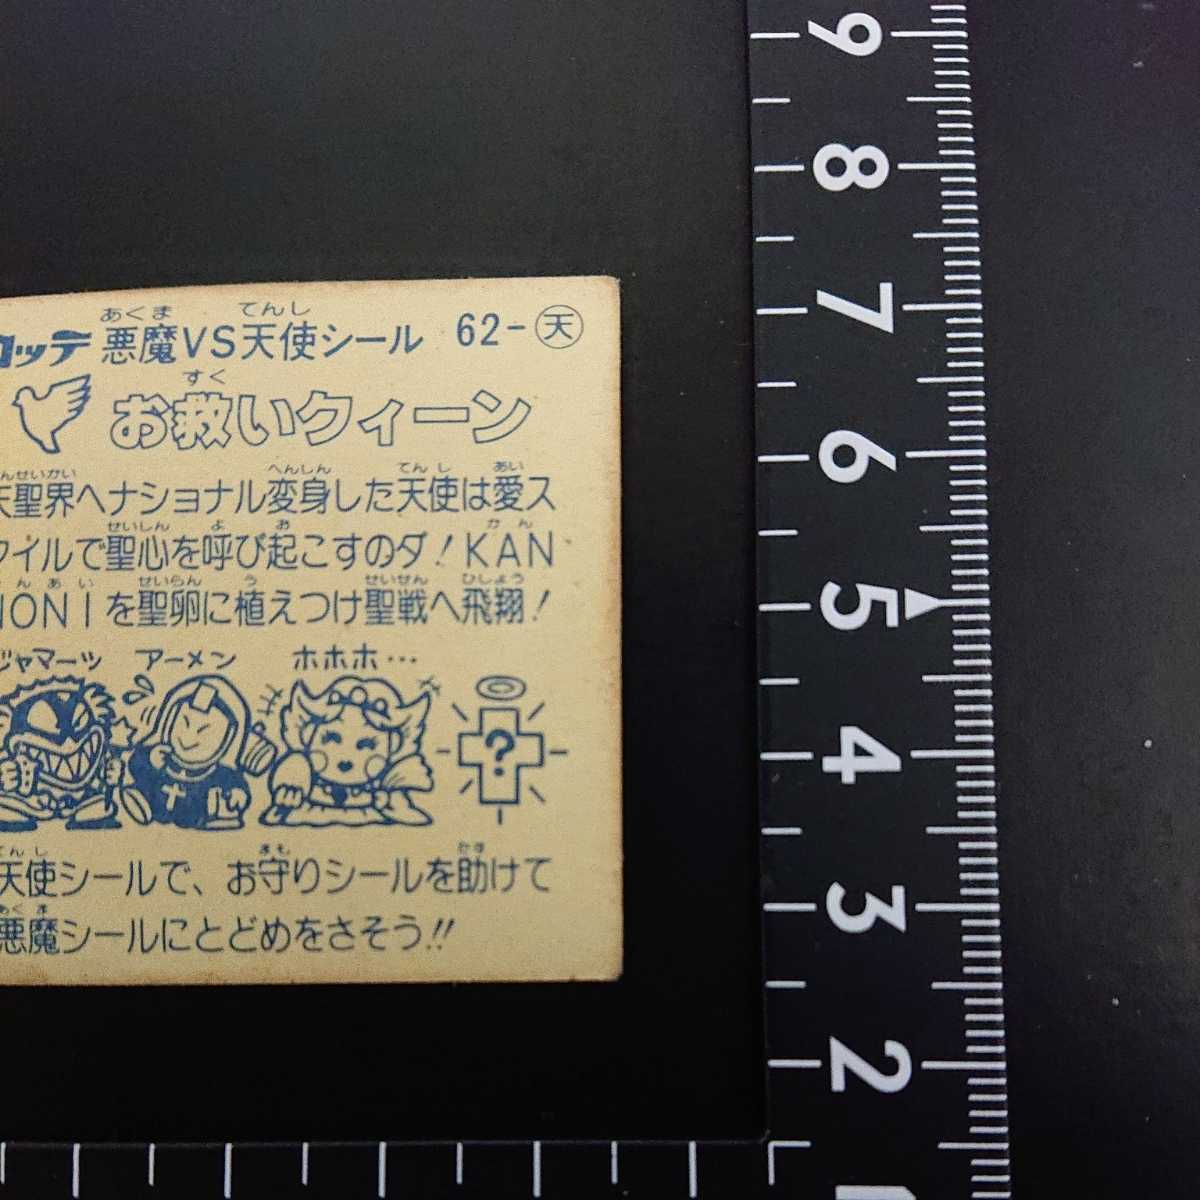 ロッテ 悪魔VS天使シール 62-天
あくま てんし
お救いクィーン
すく
天聖界へナショナル変身した天使は愛ス
へんしん てんし あい
イルで聖心を呼び起こすのダ!KAN
せいしん よ お かん
NONIを聖卵に植えつけ聖戦へ飛翔!
せいらん う せいせん ひしょう
ジャマーツ アーメン ホホホ…
?
天使シールで、お守りシールを助けて
まも たす
悪魔シールにとどめをさそう!!
あくま
9
8
7
6
5
4
3
2